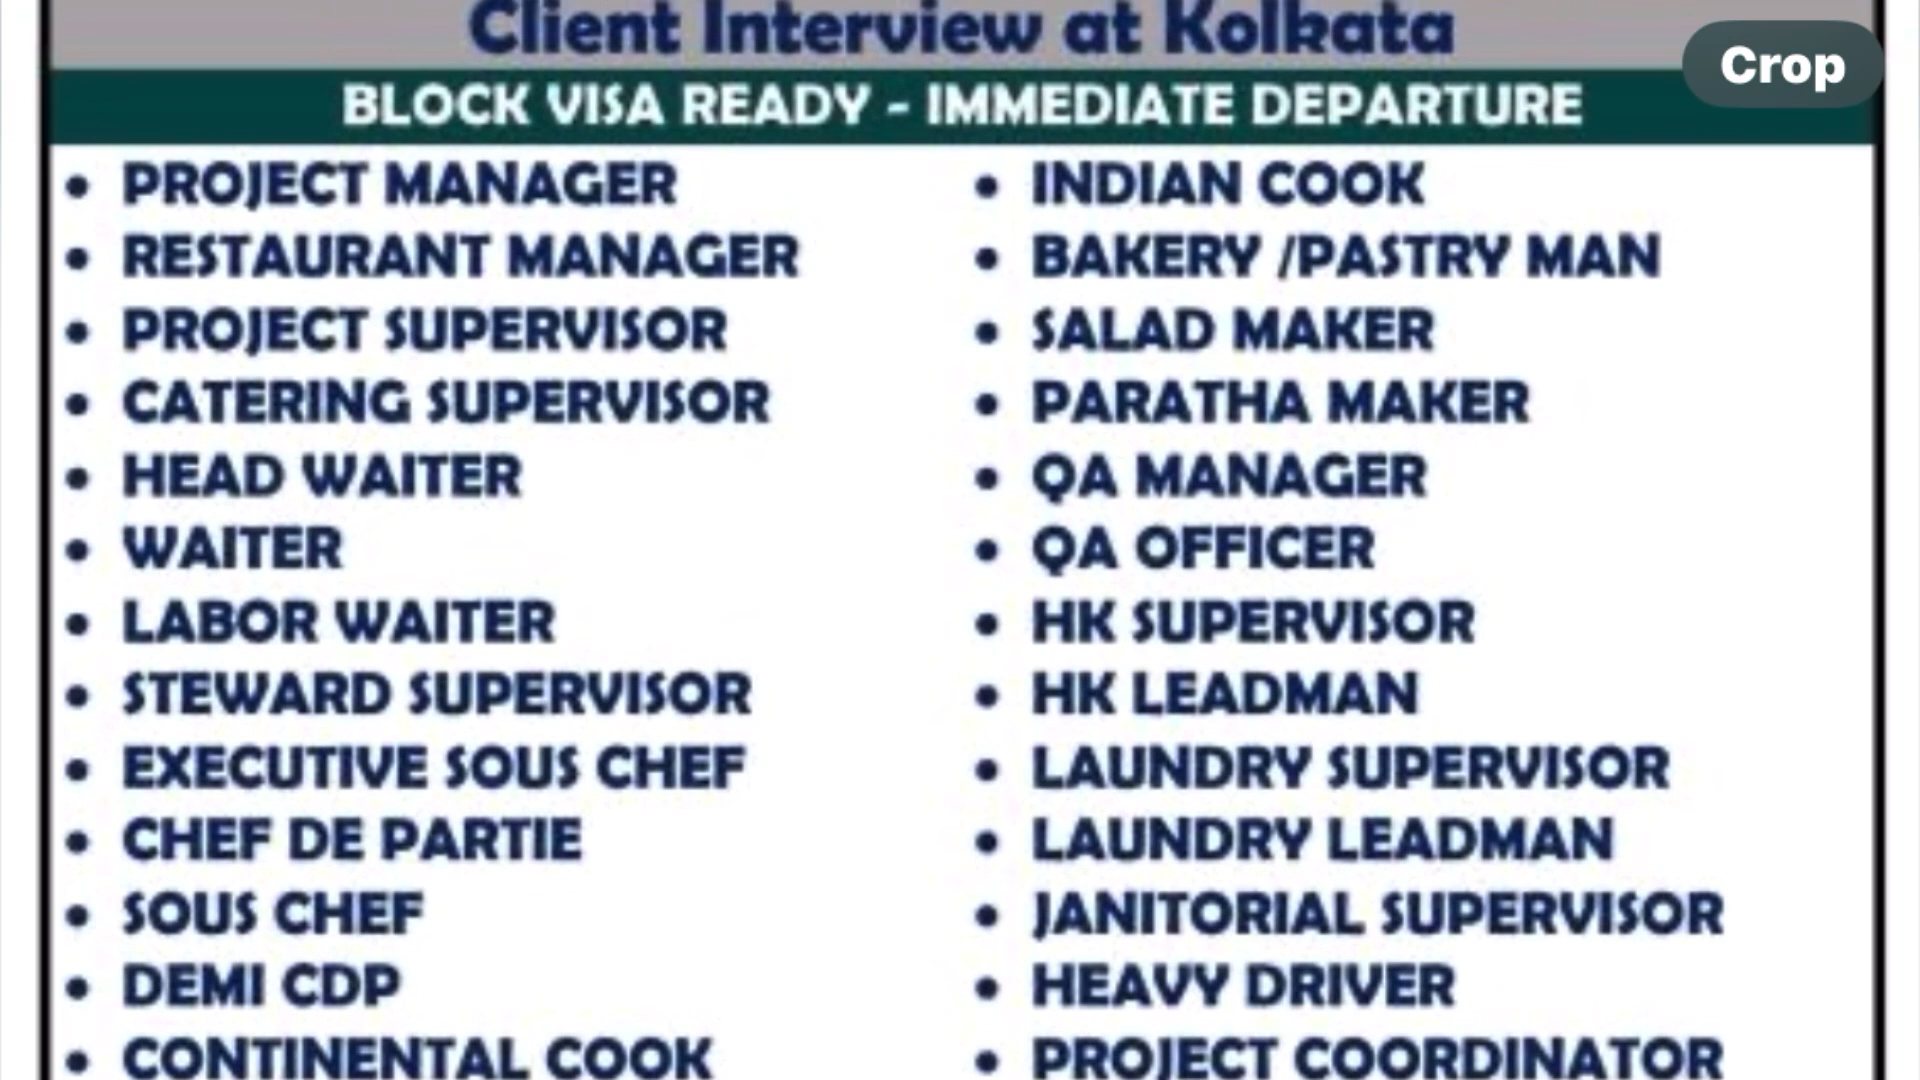 Client Interview at Kolkata
Crop
BLOCK VISA READY - IMMEDIATE DEPARTURE
• PROJECT MANAGER
• RESTAURANT MANAGER
• PROJECT SUPERVISOR
• CATERING SUPERVISOR
• HEAD WAITER
• WAITER
• LABOR WAITER
• STEWARD SUPERVISOR
• EXECUTIVE SOUS CHEF
• CHEF DE PARTIE
• SOUS CHEF
• DEMI CDP
• CONTINENTAL COOK
• INDIAN COOK
• BAKERY /PASTRY MAN
• SALAD MAKER
• PARATHA MAKER
• QA MANAGER
• QA OFFICER
• HK SUPERVISOR
• HK LEADMAN
• LAUNDRY SUPERVISOR
• LAUNDRY LEADMAN
• JANITORIAL SUPERVISOR
• HEAVY DRIVER
• PROJECT COORDINATOR